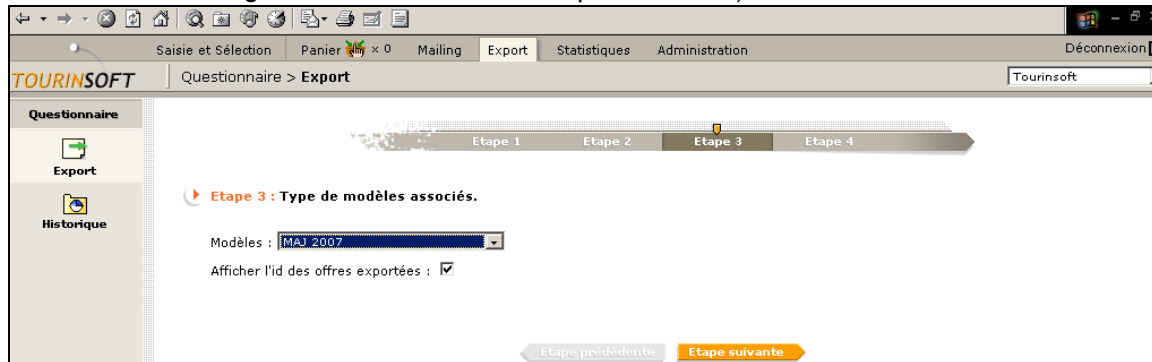 Saisie et Sélection Panier × 0 Mailing Export Statistiques Administration Déconnexion
TOURINSOFT Questionnaire > Export Tourinsoft
Questionnaire
Export
Historique
Etape 1 Etape 2 Etape 3 Etape 4
Etape 3 : Type de modèles associés.
Modèles : MAJ 2007
Afficher l'id des offres exportées :
Etape prédédente Etape suivante